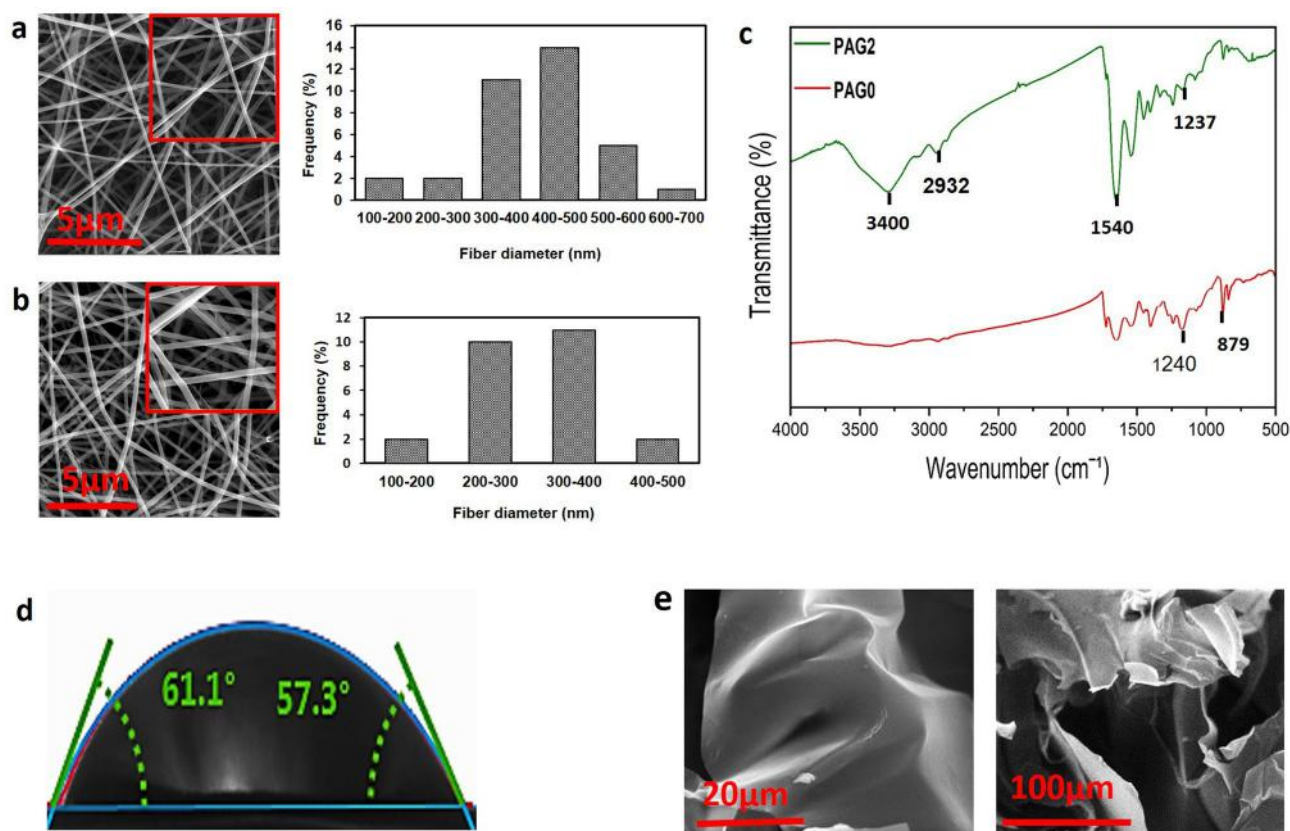 a
5µm
Frequency (%)
16
14
12
10
8
6
4
2
0
100-200 200-300 300-400 400-500 500-600 600-700
Fiber diameter (nm)
b
5µm
Frequency (%)
12
10
8
6
4
2
0
100-200 200-300 300-400 400-500
Fiber diameter (nm)
c
PAG2
PAG0
Transmittance (%)
3400
2932
1540
1237
1240
879
4000 3500 3000 2500 2000 1500 1000 500
Wavenumber (cm⁻¹)
d
61.1°
57.3°
e
20µm
100µm